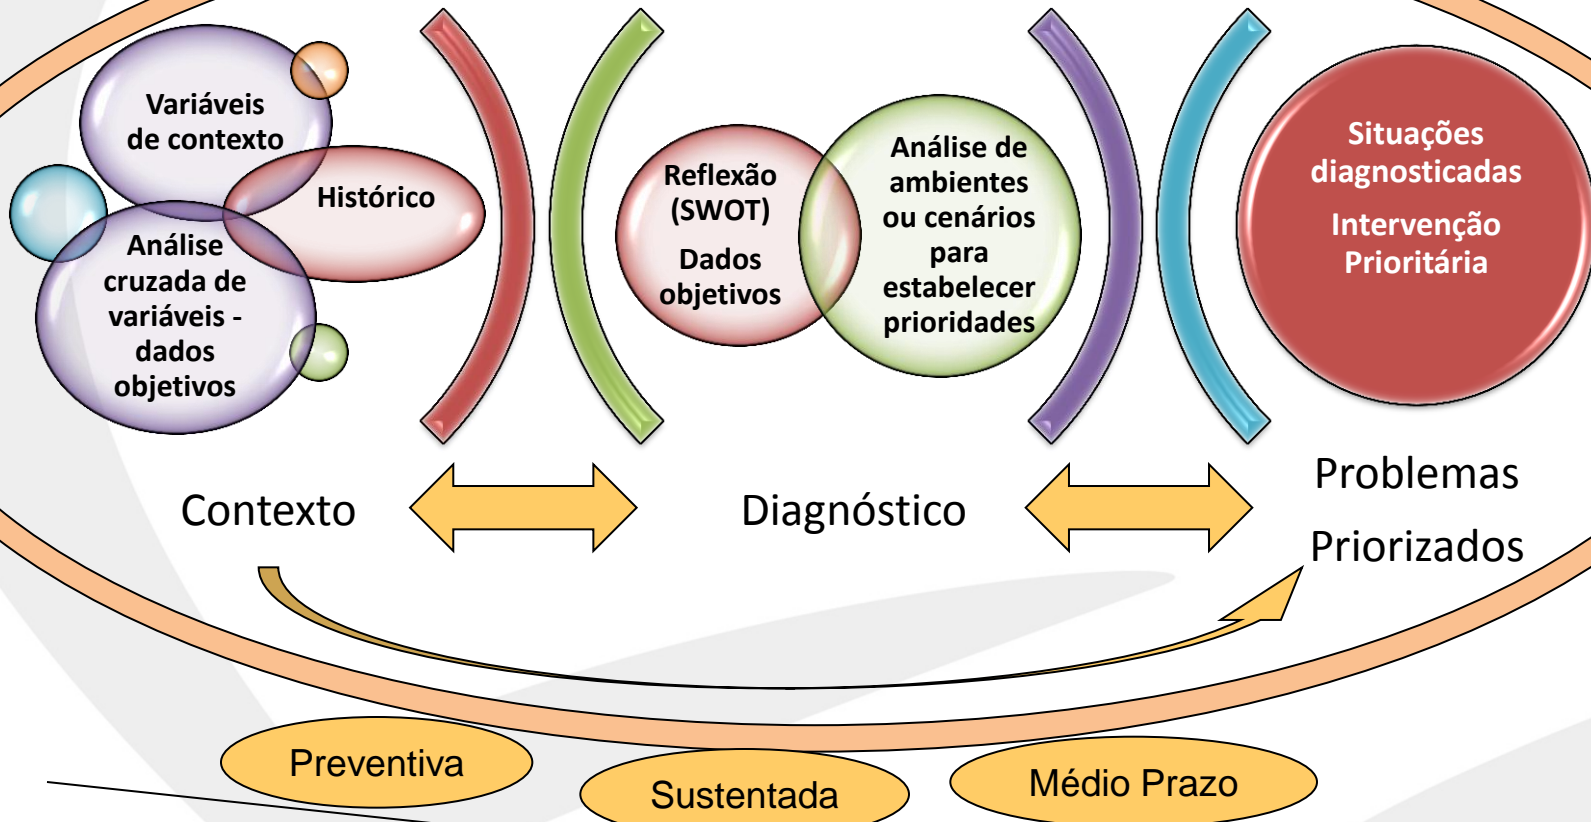 Variáveis
de contexto
Histórico
Análise
cruzada de
variáveis -
dados
objetivos
Reflexão
(SWOT)
Dados
objetivos
Análise de
ambientes
ou cenários
para
estabelecer
prioridades
Situações
diagnosticadas
Intervenção
Prioritária
Contexto
Diagnóstico
Problemas
Priorizados
Preventiva
Sustentada
Médio Prazo